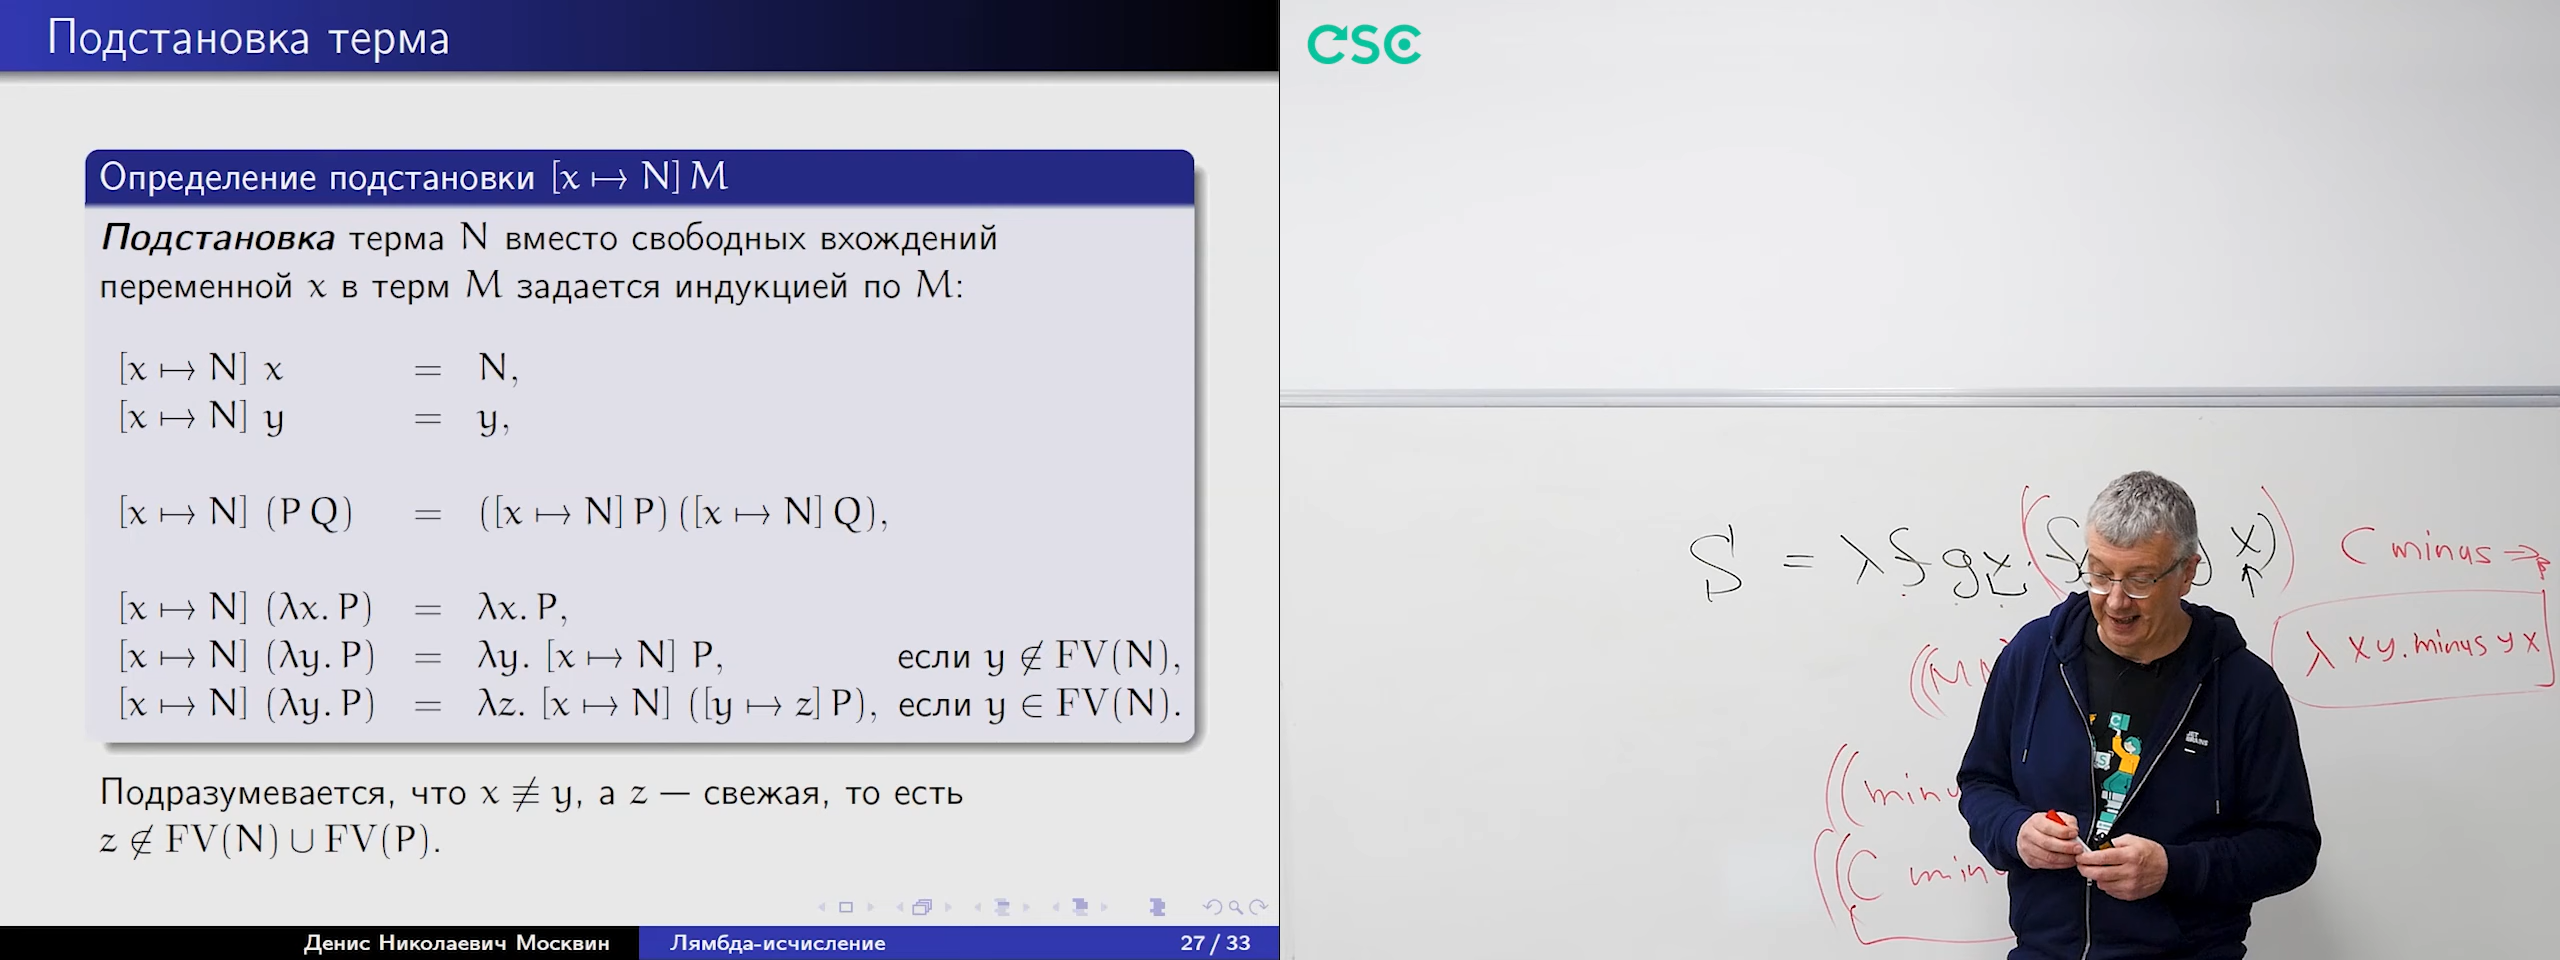 Подстановка терма
Определение подстановки [x ↦ N] M
Подстановка терма N вместо свободных вхождений
переменной x в терм M задается индукцией по M:
[x ↦ N] x = N,
[x ↦ N] y = y,
[x ↦ N] (P Q) = ([x ↦ N] P) ([x ↦ N] Q),
[x ↦ N] (λx. P) = λx. P,
[x ↦ N] (λy. P) = λy. [x ↦ N] P, если y ∉ FV(N),
[x ↦ N] (λy. P) = λz. [x ↦ N] ([y ↦ z] P), если y ∈ FV(N).
Подразумевается, что x ≢ y, а z — свежая, то есть
z ∉ FV(N) ∪ FV(P).
Денис Николаевич Москвин Лямбда-исчисление 27 / 33
CSC
S = λ f g x. ( x)
C minus →
λ x y. minus y x
((M
((
((C